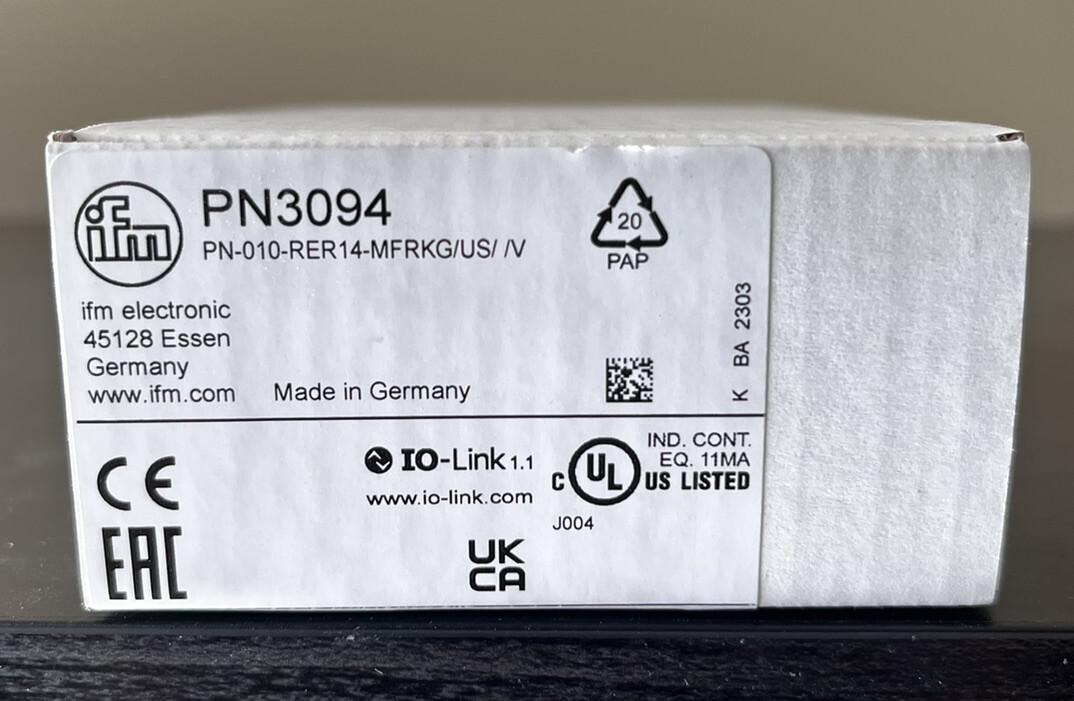 ifm
PN3094
PN-010-RER14-MFRKG/US/ /V
20
PAP
ifm electronic
45128 Essen
Germany
www.ifm.com
Made in Germany
K BA 2303
CE
EAC
IO-Link 1.1
www.io-link.com
C UL US LISTED
IND. CONT.
EQ. 11MA
J004
UK
CA